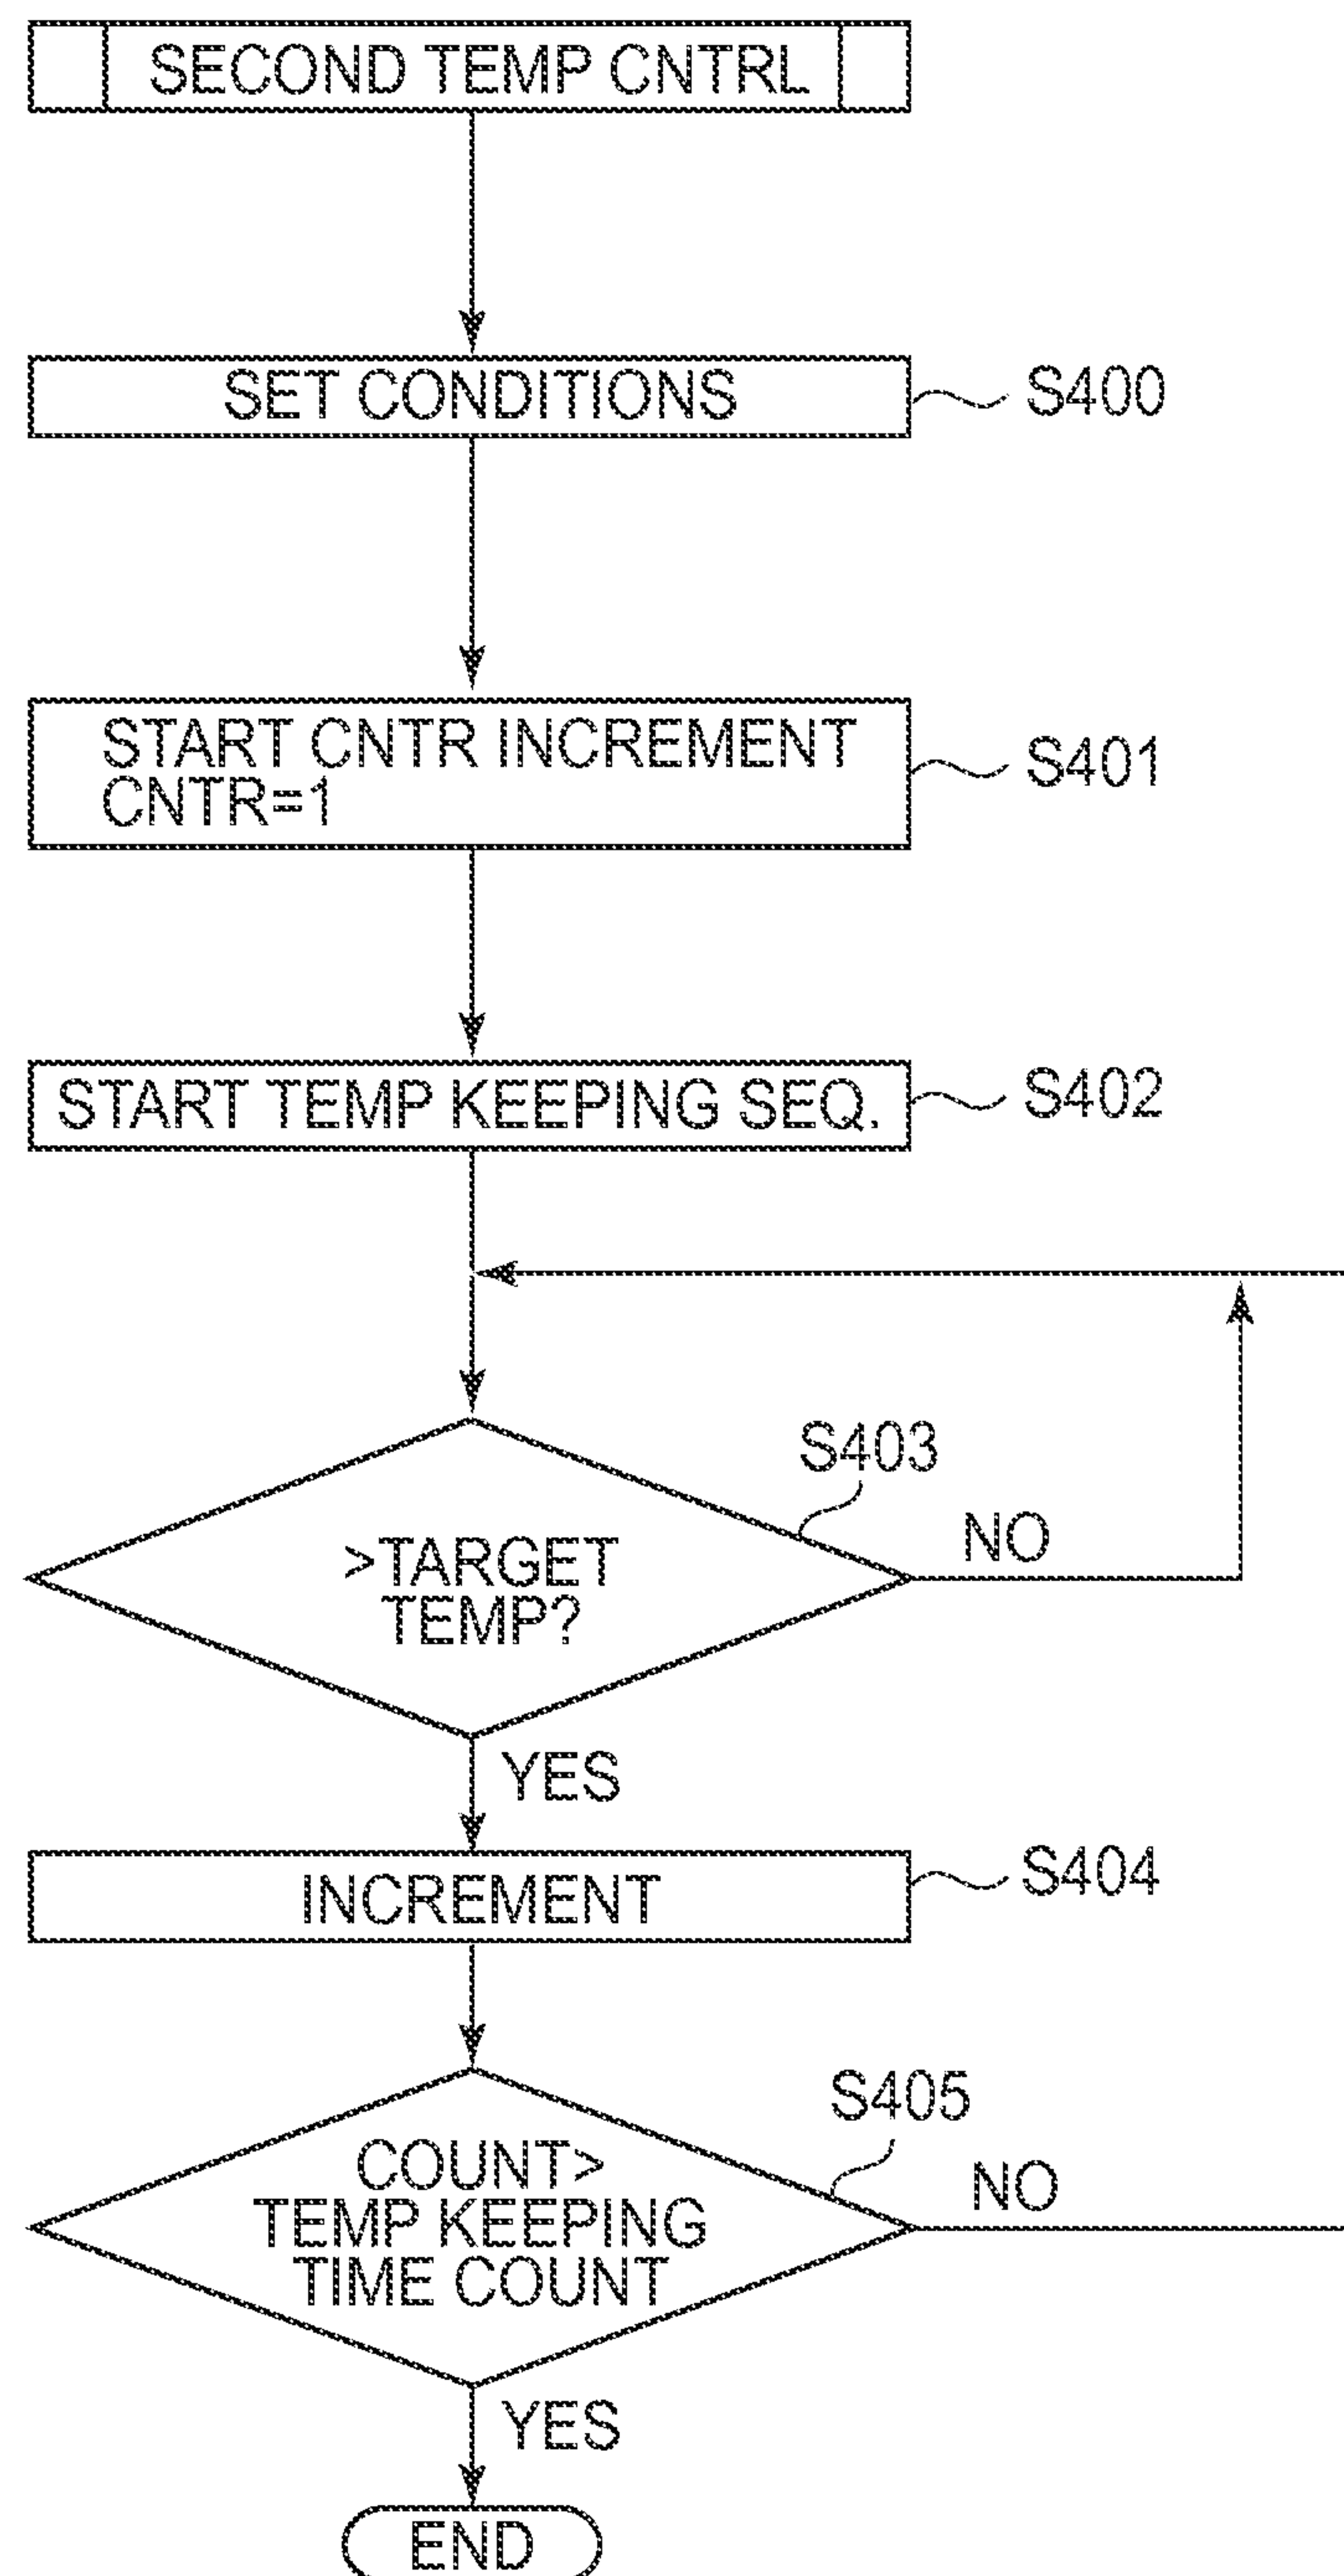 SECOND TEMP CNTRL
SET CONDITIONS
S400
START CNTR INCREMENT
CNTR=1
S401
START TEMP KEEPING SEQ.
S402
S403
NO
>TARGET
TEMP?
YES
INCREMENT
S404
S405
COUNT>
TEMP KEEPING
TIME COUNT
NO
YES
END